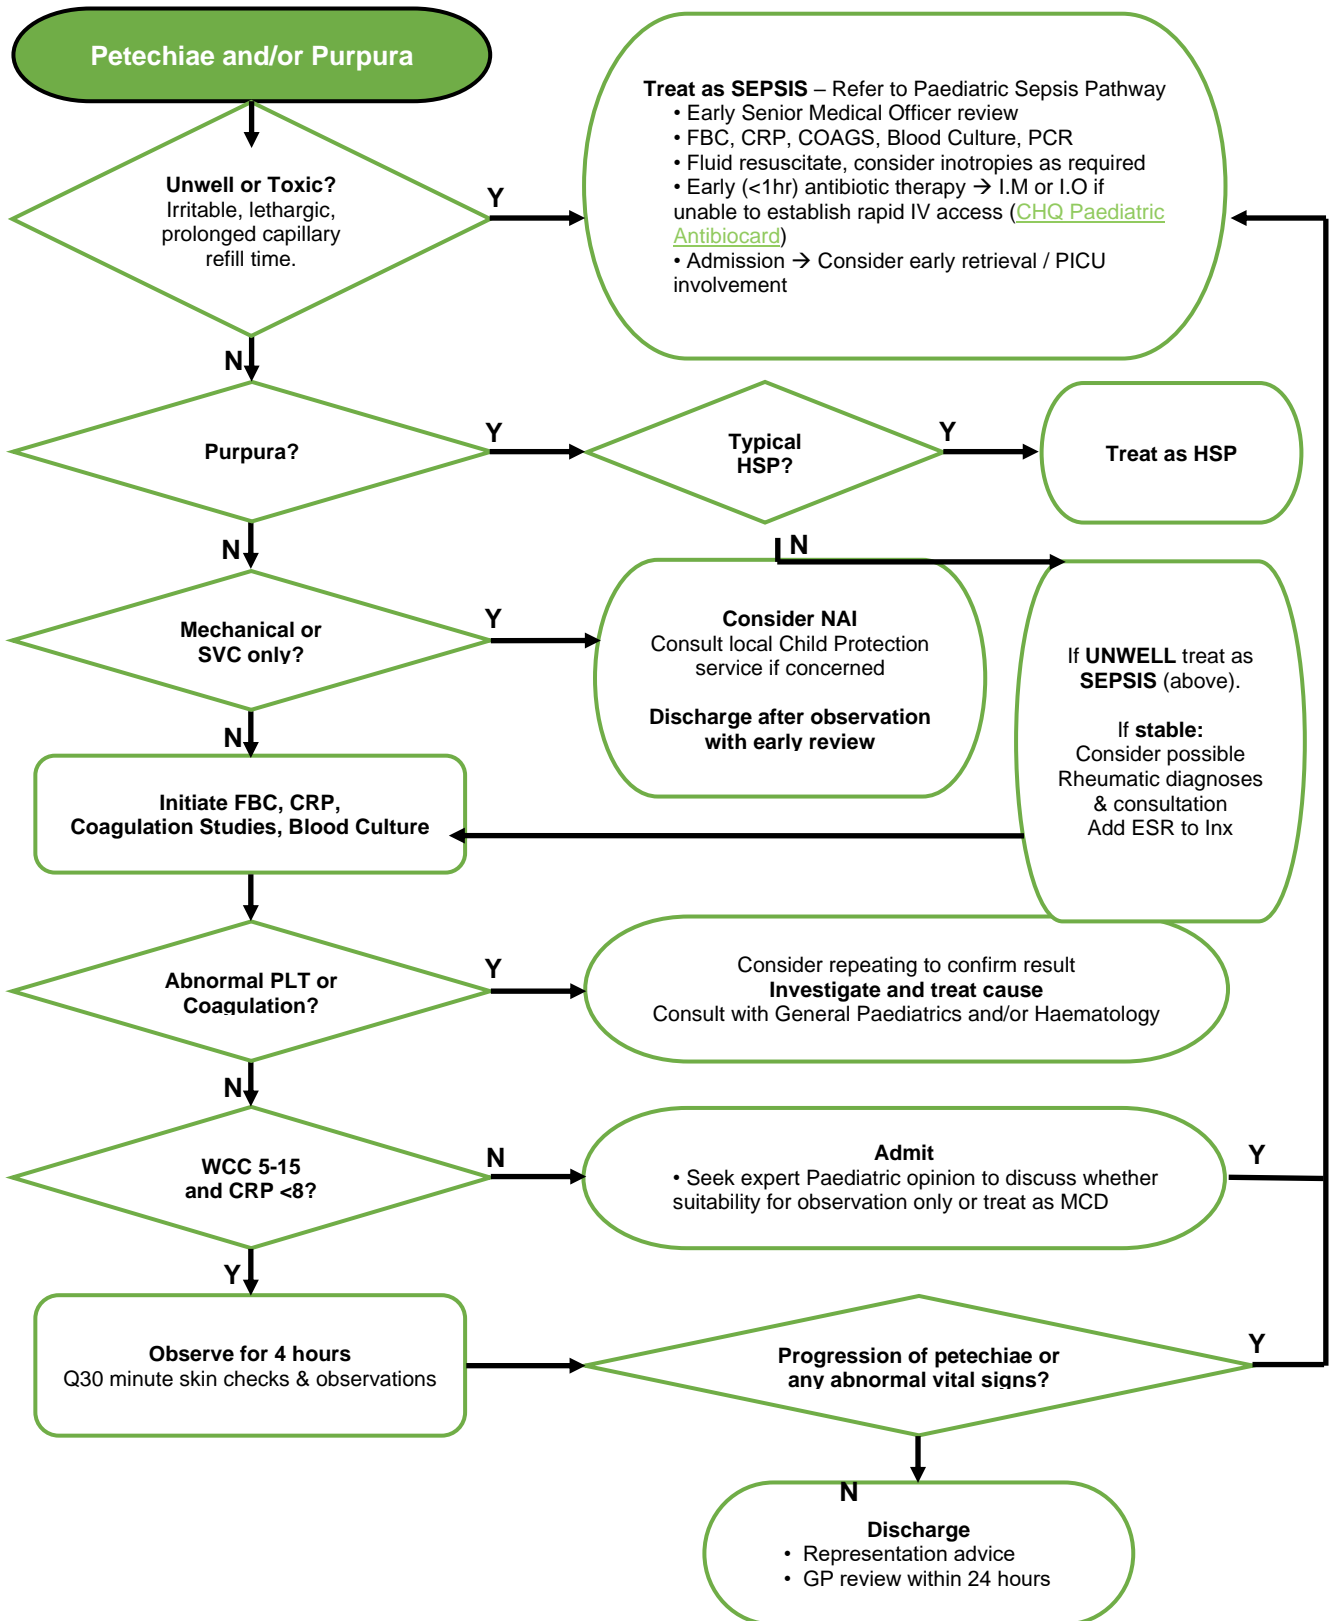 Petechiae and/or Purpura
Unwell or Toxic?
Irritable, lethargic,
prolonged capillary
refill time.
Y
Treat as SEPSIS – Refer to Paediatric Sepsis Pathway
• Early Senior Medical Officer review
• FBC, CRP, COAGS, Blood Culture, PCR
• Fluid resuscitate, consider inotropies as required
• Early (<1hr) antibiotic therapy → I.M or I.O if
unable to establish rapid IV access (CHQ Paediatric
Antibiocard)
• Admission → Consider early retrieval / PICU
involvement
N
Purpura?
Y
Typical
HSP?
Y
Treat as HSP
N
N
Mechanical or
SVC only?
Y
Consider NAI
Consult local Child Protection
service if concerned
Discharge after observation
with early review
If UNWELL treat as
SEPSIS (above).
If stable:
Consider possible
Rheumatic diagnoses
& consultation
Add ESR to Inx
N
Initiate FBC, CRP,
Coagulation Studies, Blood Culture
Abnormal PLT or
Coagulation?
Y
Consider repeating to confirm result
Investigate and treat cause
Consult with General Paediatrics and/or Haematology
N
WCC 5-15
and CRP <8?
N
Admit
• Seek expert Paediatric opinion to discuss whether
suitability for observation only or treat as MCD
Y
Y
Observe for 4 hours
Q30 minute skin checks & observations
Progression of petechiae or
any abnormal vital signs?
Y
N
Discharge
• Representation advice
• GP review within 24 hours